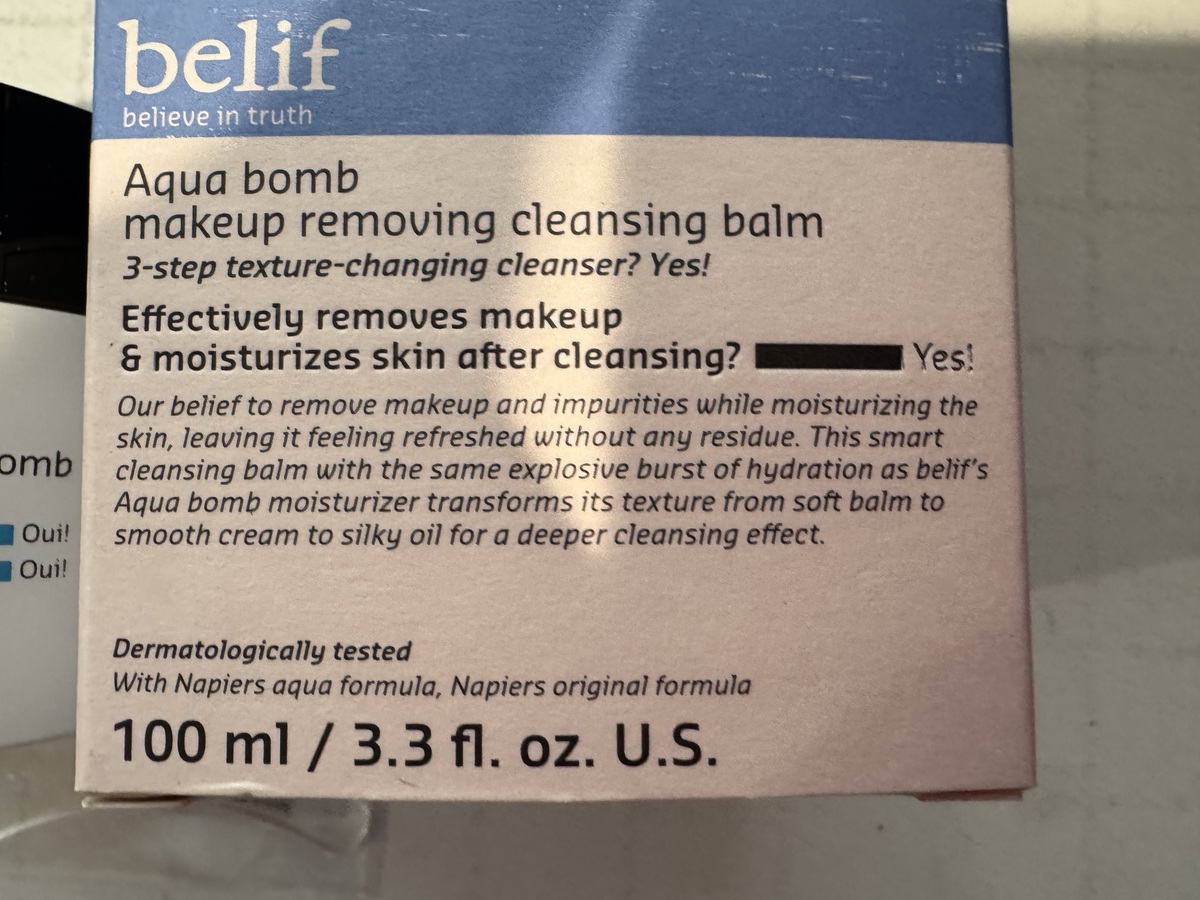 belif
believe in truth
Aqua bomb
makeup removing cleansing balm
3-step texture-changing cleanser? Yes!
Effectively removes makeup
& moisturizes skin after cleansing? Yes!
Our belief to remove makeup and impurities while moisturizing the
skin, leaving it feeling refreshed without any residue. This smart
cleansing balm with the same explosive burst of hydration as belif's
Aqua bomb moisturizer transforms its texture from soft balm to
smooth cream to silky oil for a deeper cleansing effect.
Dermatologically tested
With Napiers aqua formula, Napiers original formula
100 ml / 3.3 fl. oz. U.S.
omb
Oui!
Oui!